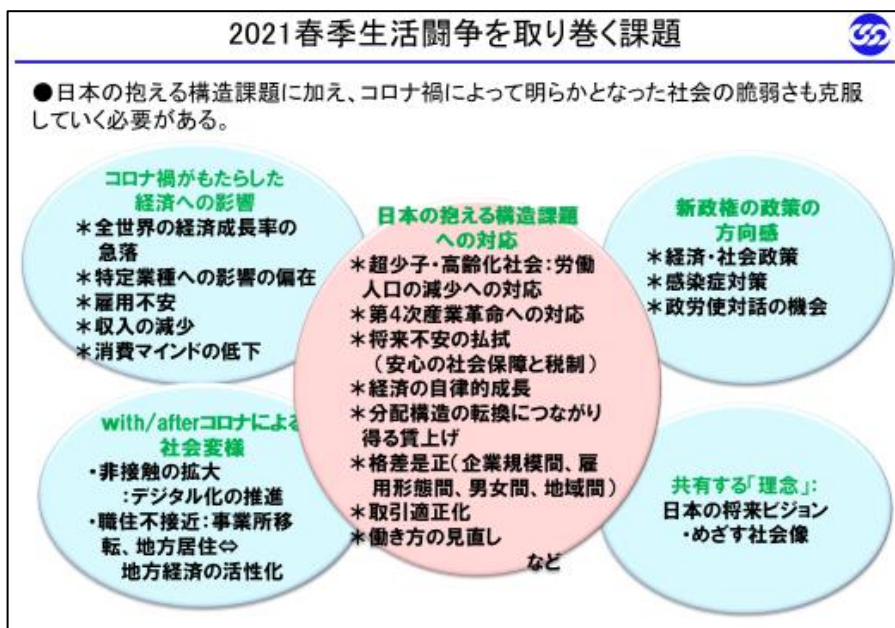 2021春季生活闘争を取り巻く課題
●日本の抱える構造課題に加え、コロナ禍によって明らかとなった社会の脆弱さも克服
していく必要がある。
コロナ禍がもたらした
経済への影響
＊全世界の経済成長率の
急落
＊特定業種への影響の偏在
＊雇用不安
＊収入の減少
＊消費マインドの低下
with/afterコロナによる
社会変様
・非接触の拡大
：デジタル化の推進
・職住不接近：事業所移
転、地方居住⇔
地方経済の活性化
日本の抱える構造課題
への対応
＊超少子・高齢化社会：労働
人口の減少への対応
＊第4次産業革命への対応
＊将来不安の払拭
（安心の社会保障と税制）
＊経済の自律的成長
＊分配構造の転換につながり
得る賃上げ
＊格差是正（企業規模間、雇
用形態間、男女間、地域間）
＊取引適正化
＊働き方の見直し
など
新政権の政策の
方向感
＊経済・社会政策
＊感染症対策
＊政労使対話の機会
共有する「理念」：
日本の将来ビジョン
・めざす社会像